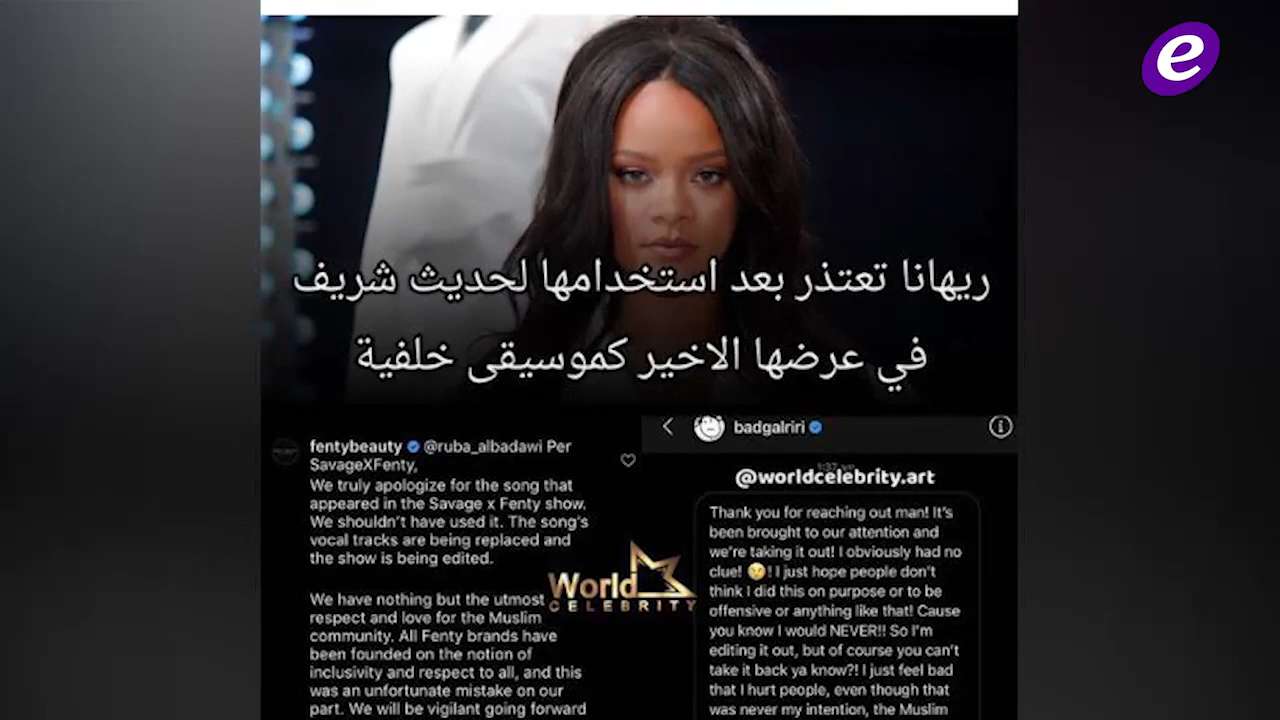 e
ريهانا تعتذر بعد استخدامها لحديث شريف
في عرضها الاخير كموسيقى خلفية
fentybeauty @ruba_albadawi Per
SavageXFenty,
We truly apologize for the song that
appeared in the Savage x Fenty show.
We shouldn't have used it. The song's
vocal tracks are being replaced and
the show is being edited.
We have nothing but the utmost
respect and love for the Muslim
community. All Fenty brands have
been founded on the notion of
inclusivity and respect to all, and this
was an unfortunate mistake on our
part. We will be vigilant going forward
World
CELEBRITY
badgalriri
@worldcelebrity.art
Thank you for reaching out man! It's
been brought to our attention and
we're taking it out! I obviously had no
clue! 😢! I just hope people don't
think I did this on purpose or to be
offensive or anything like that! Cause
you know I would NEVER!! So I'm
editing it out, but of course you can't
take it back ya know?! I just feel bad
that I hurt people, even though that
was never my intention, the Muslim